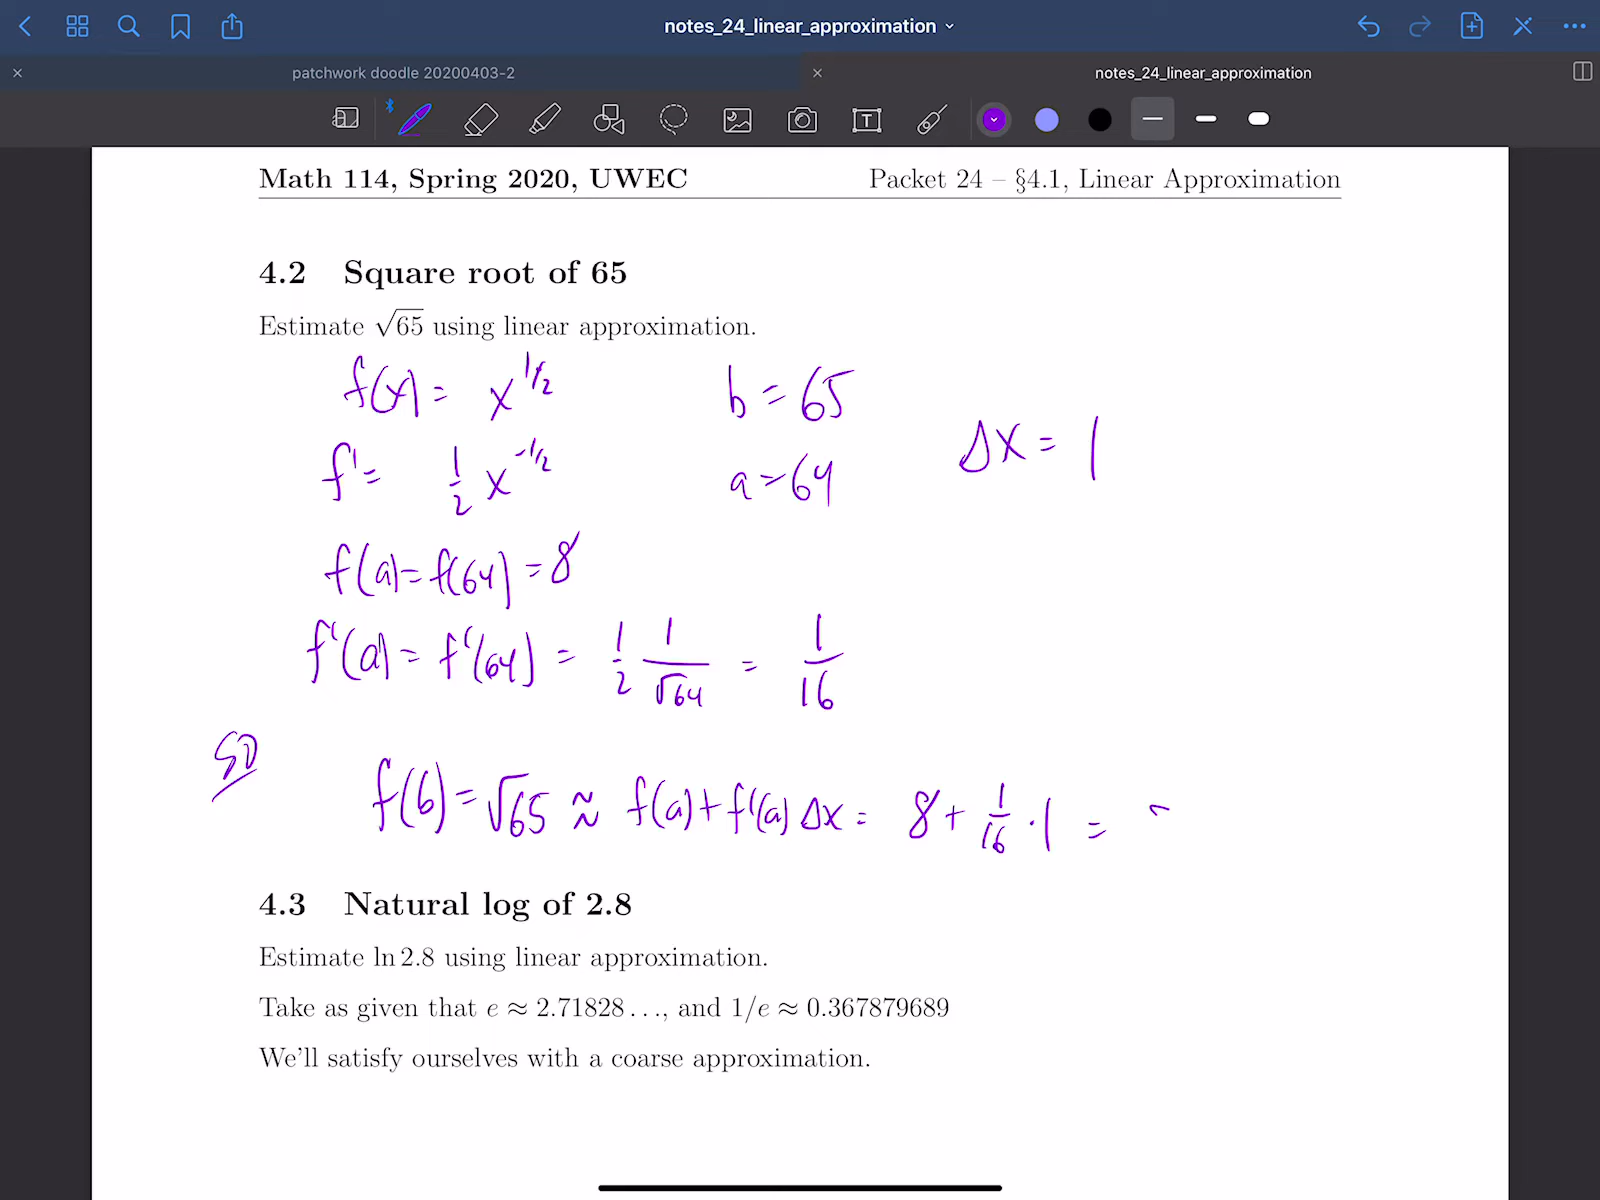 notes_24_linear_approximation
patchwork doodle 20200403-2
notes_24_linear_approximation
T
Math 114, Spring 2020, UWEC
Packet 24 – §4.1, Linear Approximation
4.2 Square root of 65
Estimate √65 using linear approximation.
f(x) = x^1/2 b = 65
Δx = 1
f' = 1/2 x^-1/2 a = 64
f(a) = f(64) = 8
f'(a) = f'(64) = 1/2 1/√64 = 1/16
SO
f(b) = √65 ≈ f(a) + f'(a) Δx = 8 + 1/16 · 1 =
4.3 Natural log of 2.8
Estimate ln 2.8 using linear approximation.
Take as given that e ≈ 2.71828 . . ., and 1/e ≈ 0.367879689
We'll satisfy ourselves with a coarse approximation.